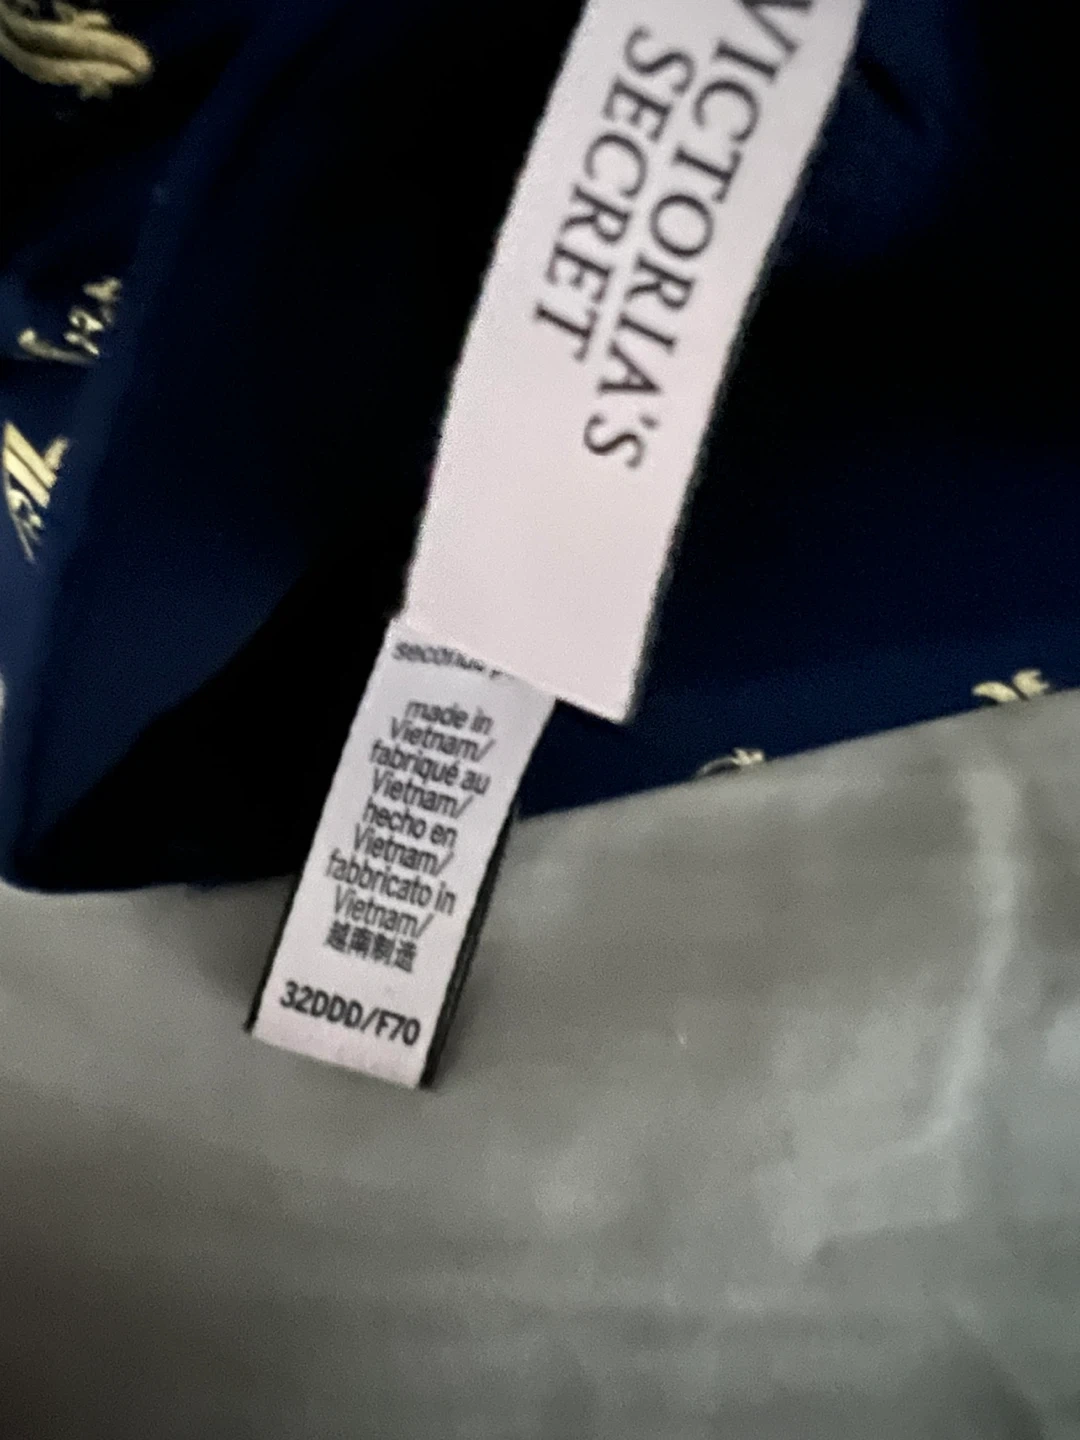 VICTORIA'S
SECRET
made in
Vietnam/
fabriqué au
Vietnam/
hecho en
Vietnam/
fabbricato in
Vietnam/
越南制造
32DDD/F70